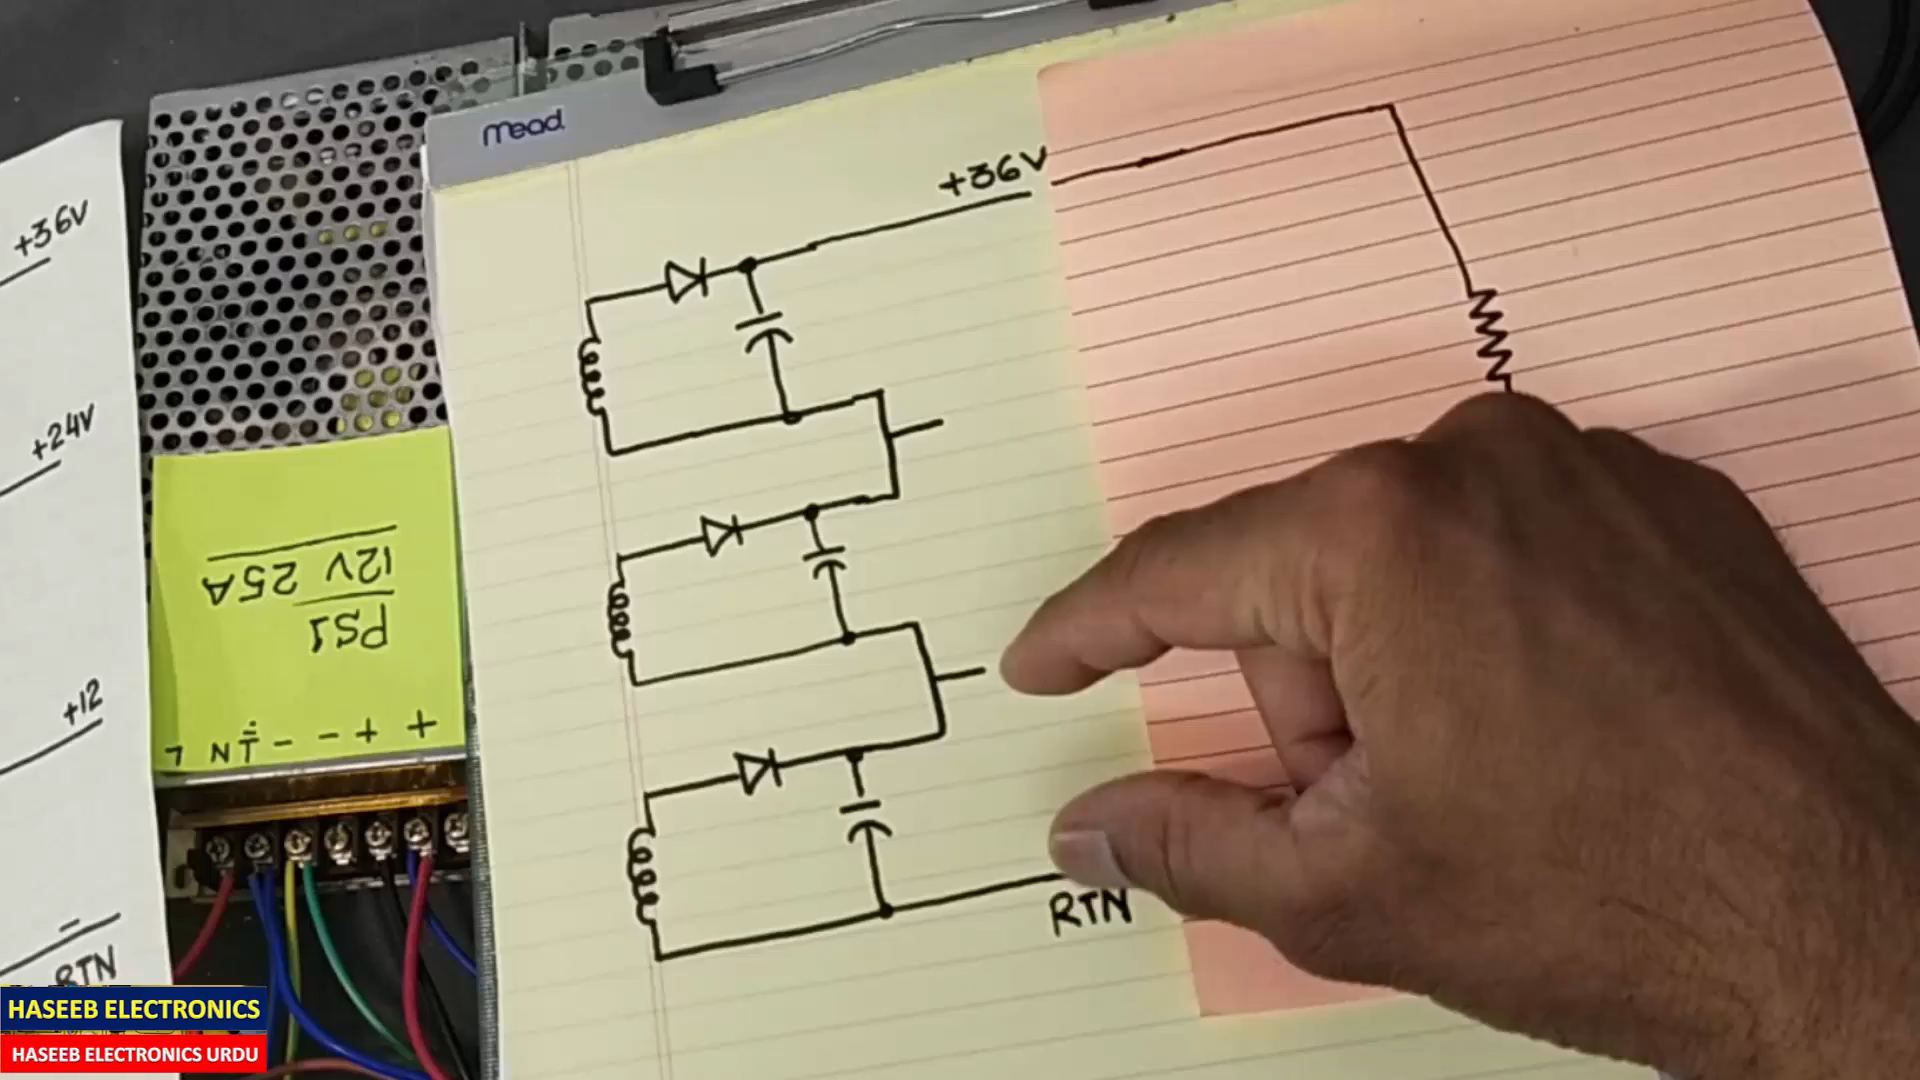 mead
+36V
+36V
+24V
+12
RTN
PS1
12V 25A
L N ⏚ - - + +
RTN
HASEEB ELECTRONICS
HASEEB ELECTRONICS URDU